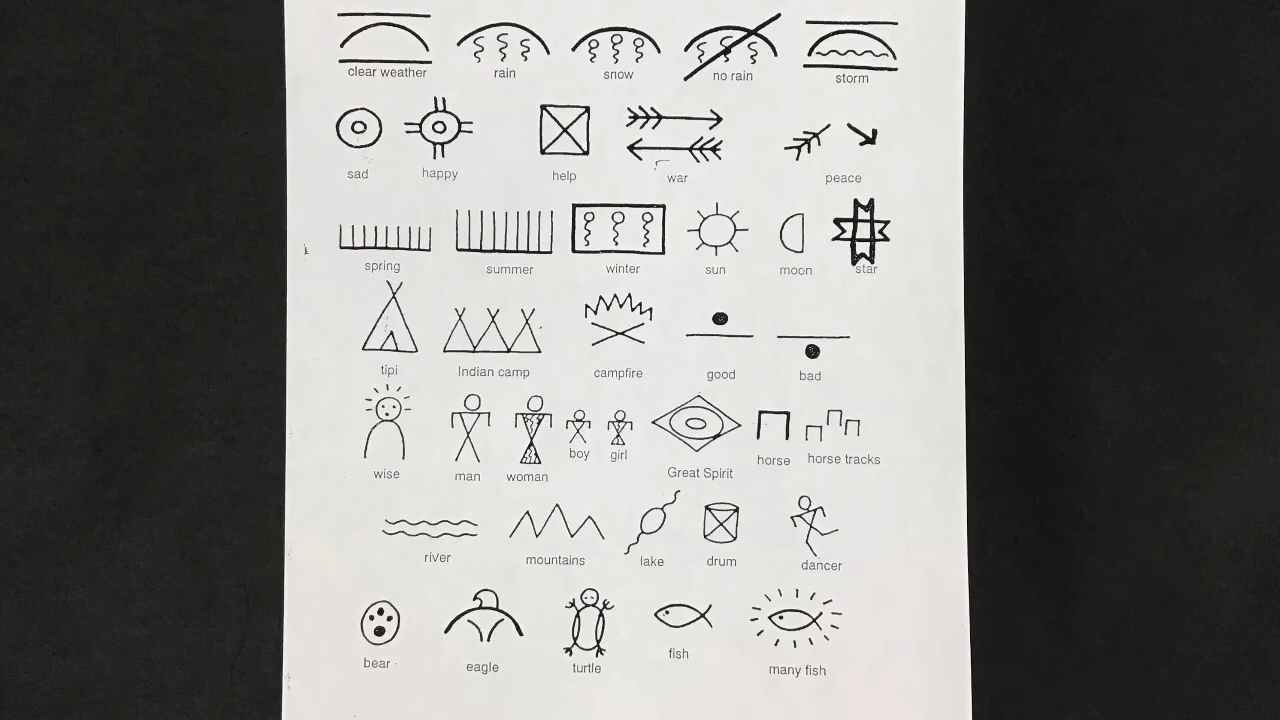 clear weather rain snow no rain storm
sad happy help war peace
spring summer winter sun moon star
tipi Indian camp campfire good bad
wise man woman boy girl Great Spirit horse horse tracks
river mountains lake drum dancer
bear eagle turtle fish many fish